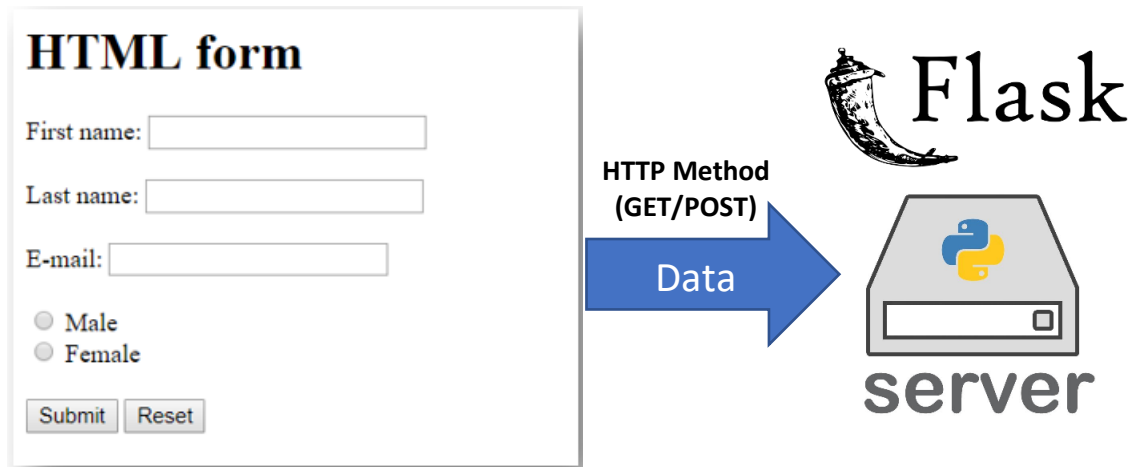 HTML form
First name:
Last name:
E-mail:
Male
Female
Submit Reset
HTTP Method
(GET/POST)
Data
Flask
server